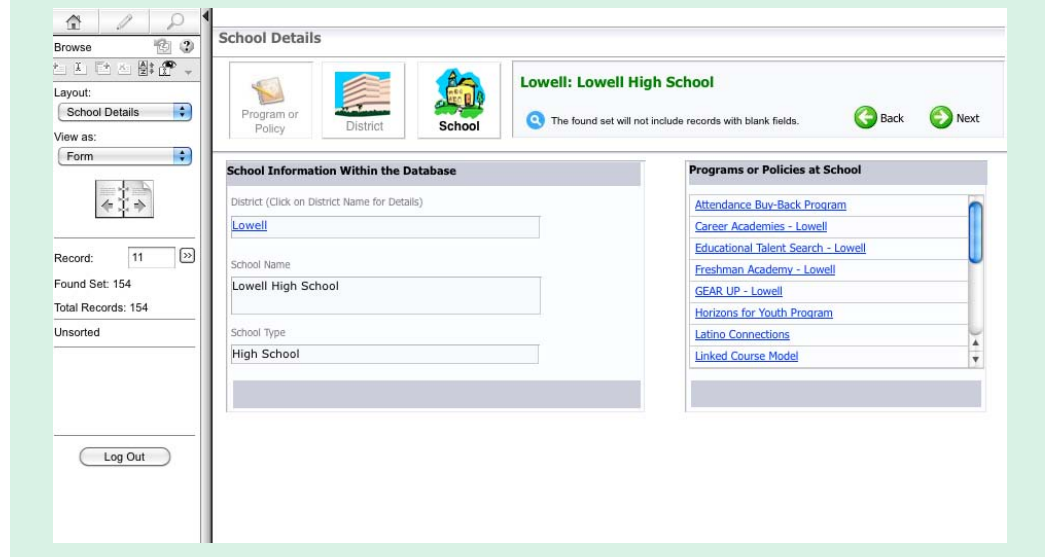 Browse
Layout:
School Details
View as:
Form
Record: 11
Found Set: 154
Total Records: 154
Unsorted
Log Out
School Details
Program or
Policy
District
School
Lowell: Lowell High School
The found set will not include records with blank fields.
Back
Next
School Information Within the Database
District (Click on District Name for Details)
Lowell
School Name
Lowell High School
School Type
High School
Programs or Policies at School
Attendance Buy-Back Program
Career Academies - Lowell
Educational Talent Search - Lowell
Freshman Academy - Lowell
GEAR UP - Lowell
Horizons for Youth Program
Latino Connections
Linked Course Model